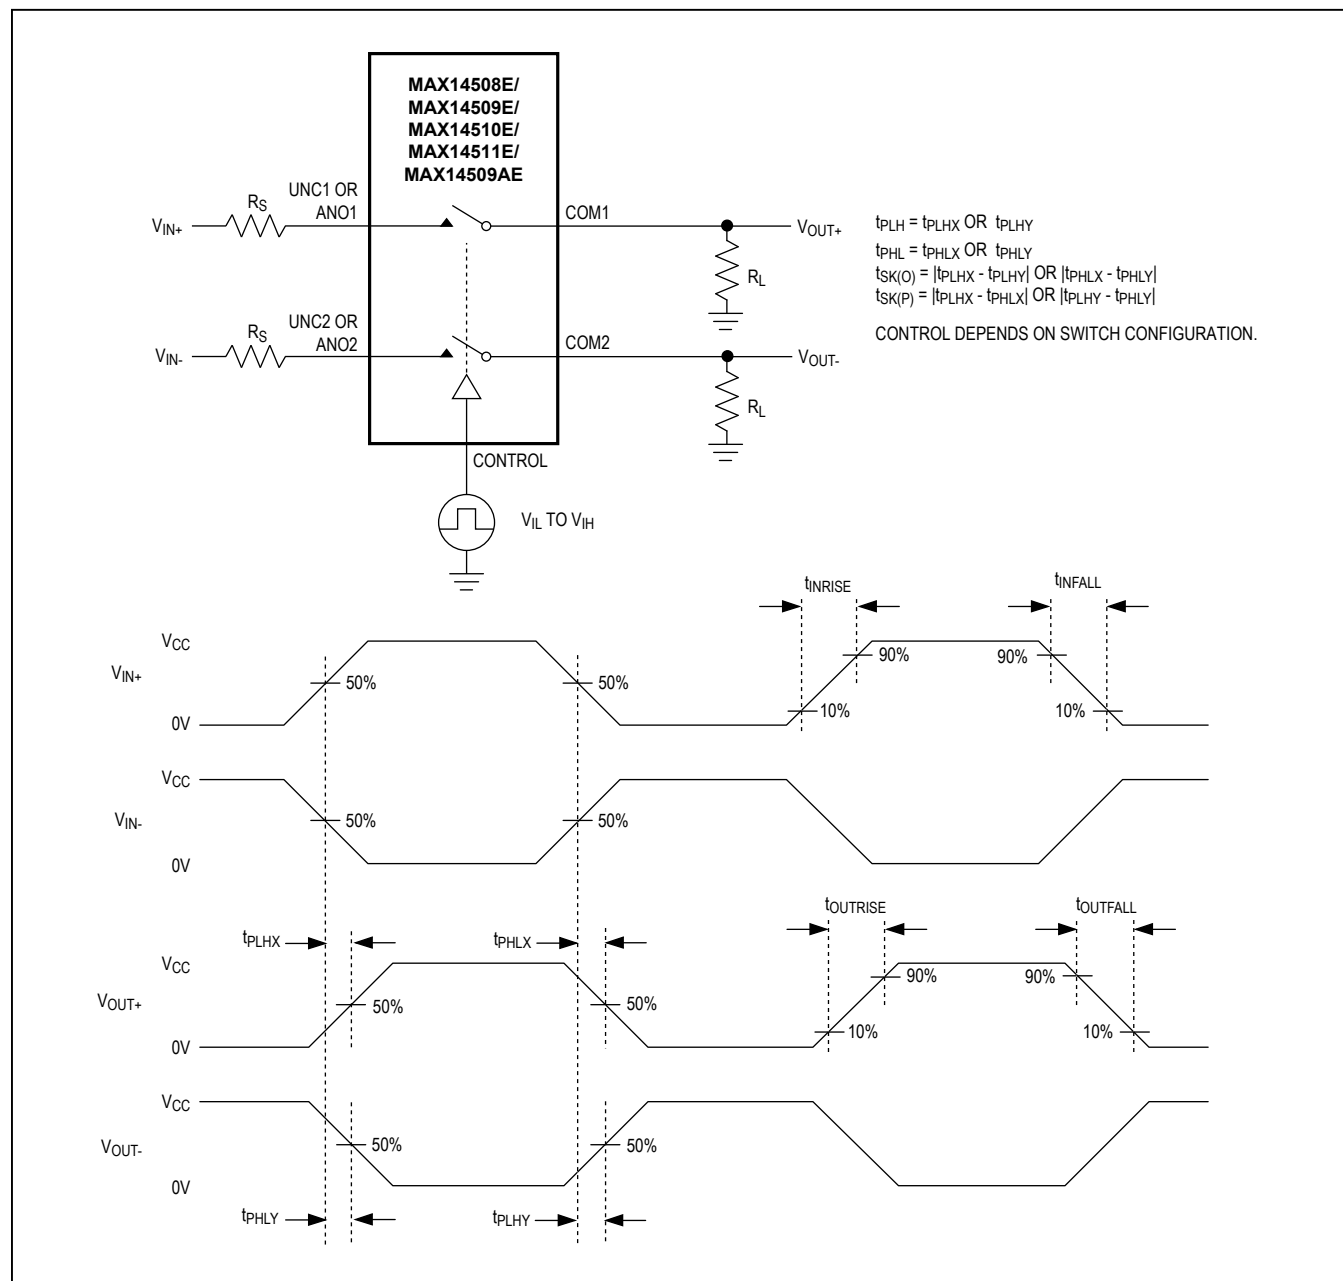 MAX14508E/
MAX14509E/
MAX14510E/
MAX14511E/
MAX14509AE
UNC1 OR
ANO1
RS
VIN+
COM1
VOUT+
RL
tPLH = tPLHX OR tPLHY
tPHL = tPHLX OR tPHLY
tSK(O) = |tPLHX - tPLHY| OR |tPHLX - tPHLY|
tSK(P) = |tPLHX - tPHLX| OR |tPLHY - tPHLY|
CONTROL DEPENDS ON SWITCH CONFIGURATION.
UNC2 OR
ANO2
RS
VIN-
COM2
VOUT-
RL
CONTROL
VIL TO VIH
tINRISE
tINFALL
VCC
VIN+
0V
50%
50%
90%
10%
90%
10%
VCC
VIN-
0V
50%
50%
tPLHX
tPHLX
tOUTRISE
tOUTFALL
VCC
VOUT+
0V
50%
50%
90%
10%
90%
10%
VCC
VOUT-
0V
50%
50%
tPHLY
tPLHY